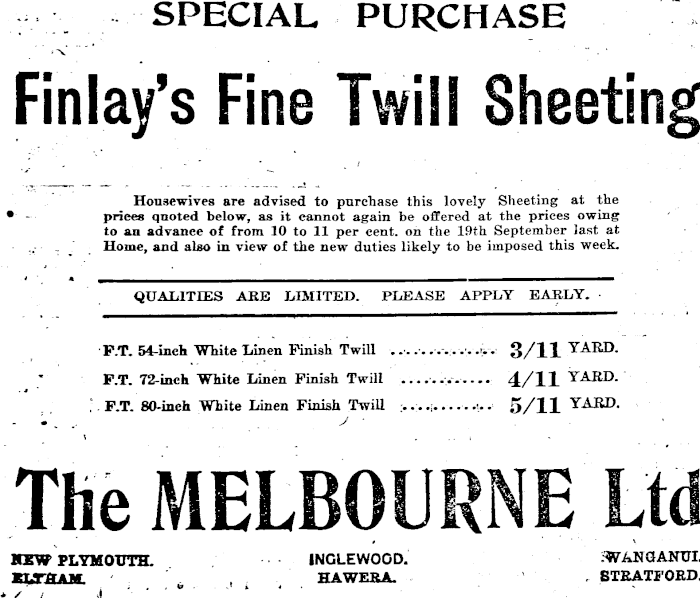 SPECIAL PURCHASE
Finlay's Fine Twill Sheeting
Housewives are advised to purchase this lovely Sheeting at the
prices quoted below, as it cannot again be offered at the prices owing
to an advance of from 10 to 11 per cent. on the 19th September last at
Home, and also in view of the new duties likely to be imposed this week.
QUALITIES ARE LIMITED. PLEASE APPLY EARLY.
F.T. 54-inch White Linen Finish Twill ............. 3/11 YARD.
F.T. 72-inch White Linen Finish Twill ............ 4/11 YARD.
F.T. 80-inch White Linen Finish Twill ............ 5/11 YARD.
The MELBOURNE Ltd
NEW PLYMOUTH. INGLEWOOD. WANGANUI.
ELTHAM. HAWERA. STRATFORD.